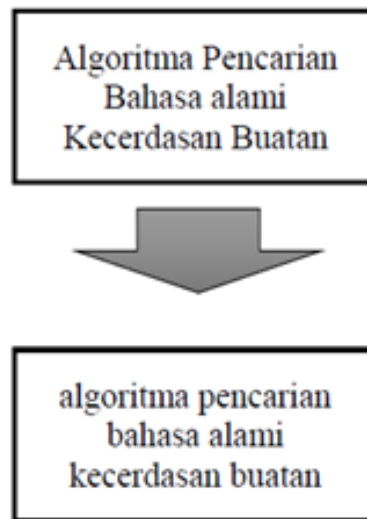 Algoritma Pencarian
Bahasa alami
Kecerdasan Buatan
algoritma pencarian
bahasa alami
kecerdasan buatan